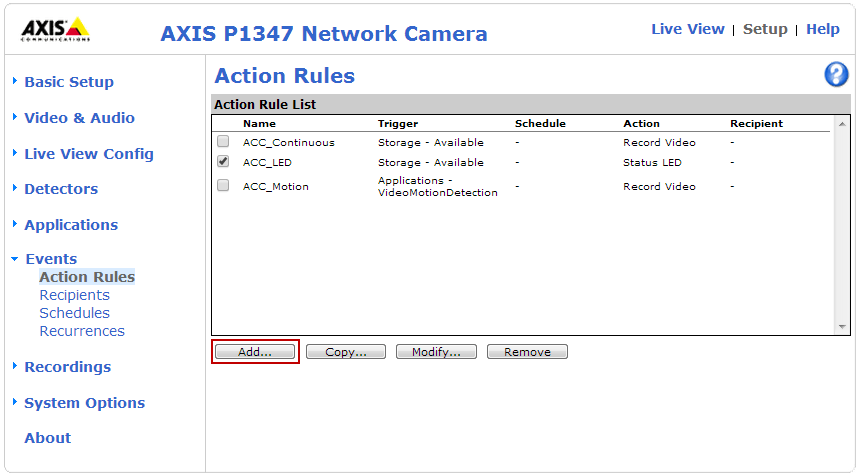 AXIS
COMMUNICATIONS
AXIS P1347 Network Camera
Live View | Setup | Help
Basic Setup
Video & Audio
Live View Config
Detectors
Applications
Events
Action Rules
Recipients
Schedules
Recurrences
Recordings
System Options
About
Action Rules
?
Action Rule List
Name Trigger Schedule Action Recipient
ACC_Continuous Storage - Available - Record Video -
ACC_LED Storage - Available - Status LED -
ACC_Motion Applications - VideoMotionDetection - Record Video -
Add... Copy... Modify... Remove